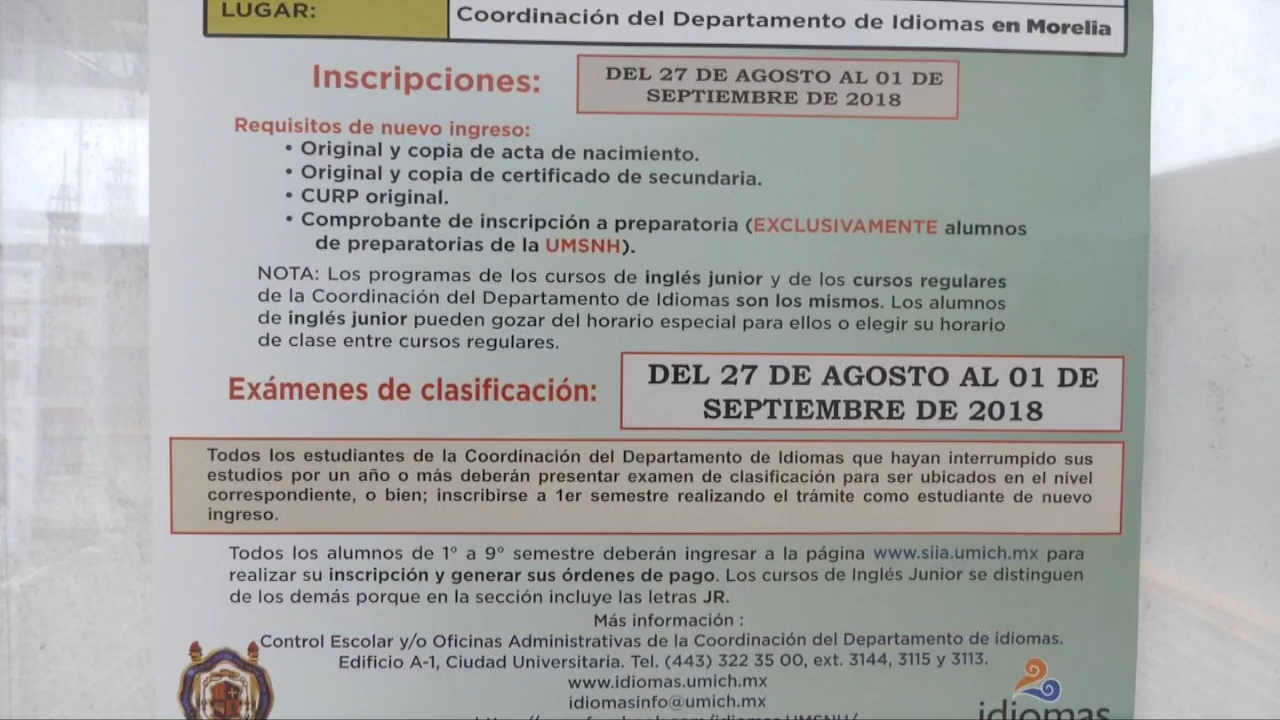 LUGAR:
Coordinación del Departamento de Idiomas en Morelia
Inscripciones:
DEL 27 DE AGOSTO AL 01 DE
SEPTIEMBRE DE 2018
Requisitos de nuevo ingreso:
• Original y copia de acta de nacimiento.
• Original y copia de certificado de secundaria.
• CURP original.
• Comprobante de inscripción a preparatoria (EXCLUSIVAMENTE alumnos
de preparatorias de la UMSNH).
NOTA: Los programas de los cursos de inglés junior y de los cursos regulares
de la Coordinación del Departamento de Idiomas son los mismos. Los alumnos
de inglés junior pueden gozar del horario especial para ellos o elegir su horario
de clase entre cursos regulares.
Exámenes de clasificación:
DEL 27 DE AGOSTO AL 01 DE
SEPTIEMBRE DE 2018
Todos los estudiantes de la Coordinación del Departamento de Idiomas que hayan interrumpido sus
estudios por un año o más deberán presentar examen de clasificación para ser ubicados en el nivel
correspondiente, o bien; inscribirse a 1er semestre realizando el trámite como estudiante de nuevo
ingreso.
Todos los alumnos de 1° a 9° semestre deberán ingresar a la página www.siia.umich.mx para
realizar su inscripción y generar sus órdenes de pago. Los cursos de Inglés Junior se distinguen
de los demás porque en la sección incluye las letras JR.
Más información :
Control Escolar y/o Oficinas Administrativas de la Coordinación del Departamento de idiomas.
Edificio A-1, Ciudad Universitaria. Tel. (443) 322 35 00, ext. 3144, 3115 y 3113.
www.idiomas.umich.mx
idiomasinfo@umich.mx
idiomas